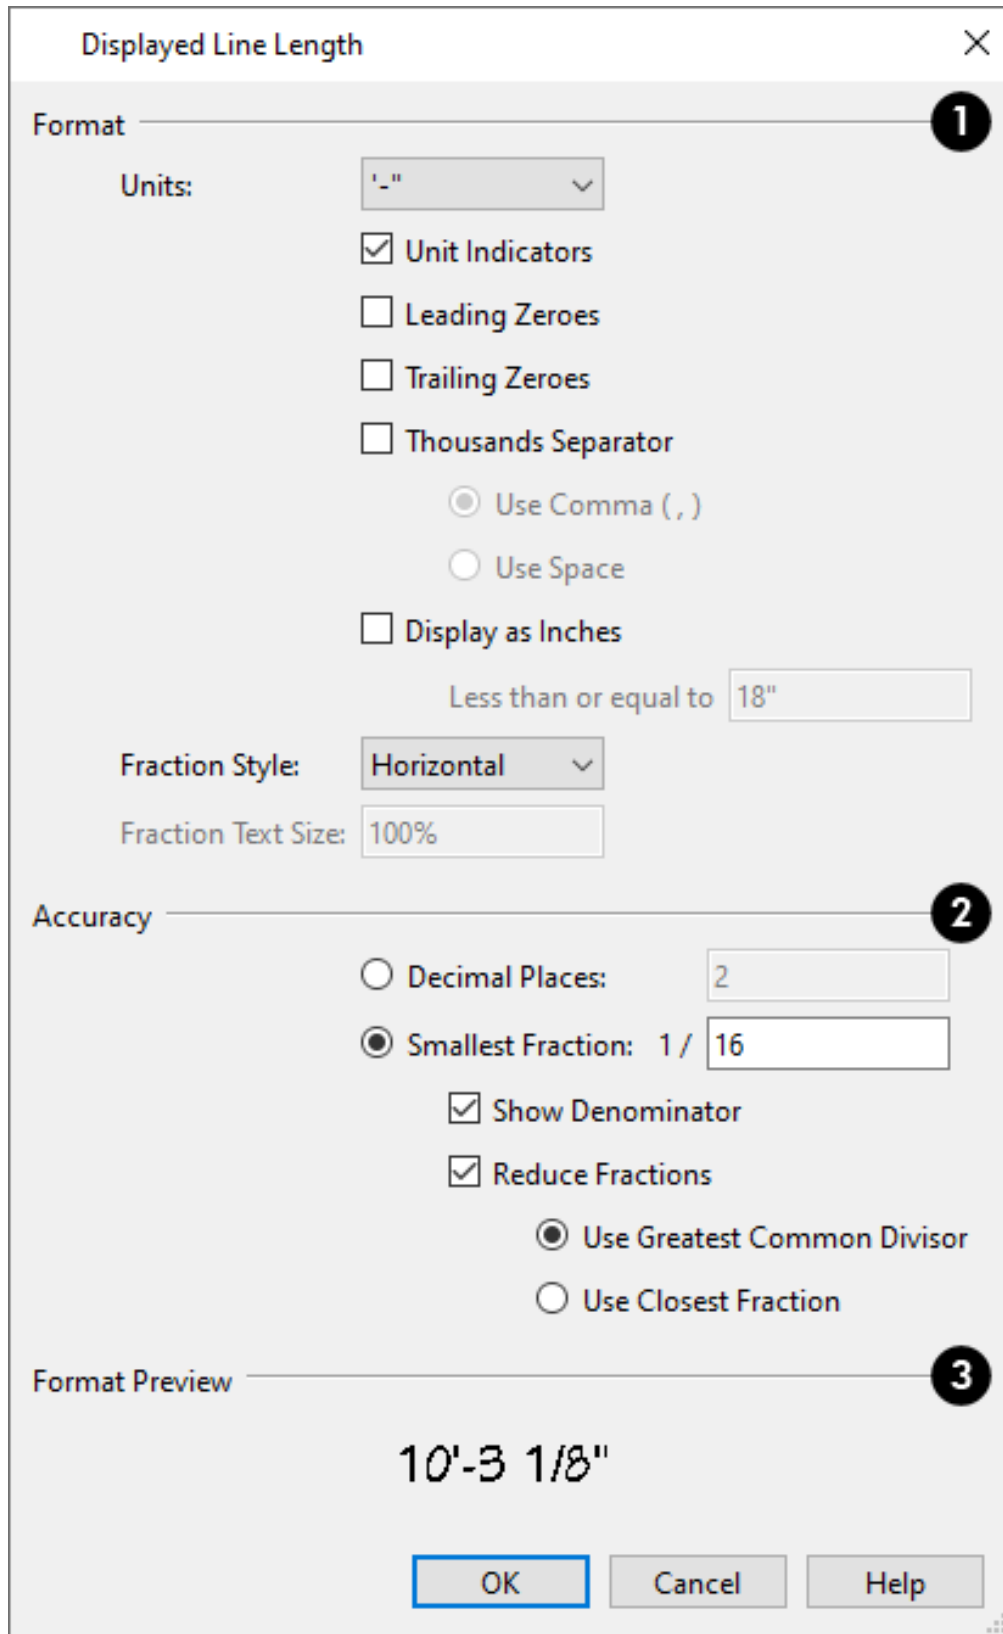 Displayed Line Length
Format
1
Units: '-"
Unit Indicators
Leading Zeroes
Trailing Zeroes
Thousands Separator
Use Comma ( , )
Use Space
Display as Inches
Less than or equal to 18"
Fraction Style: Horizontal
Fraction Text Size: 100%
Accuracy
2
Decimal Places: 2
Smallest Fraction: 1 / 16
Show Denominator
Reduce Fractions
Use Greatest Common Divisor
Use Closest Fraction
Format Preview
3
10'-3 1/8"
OK Cancel Help